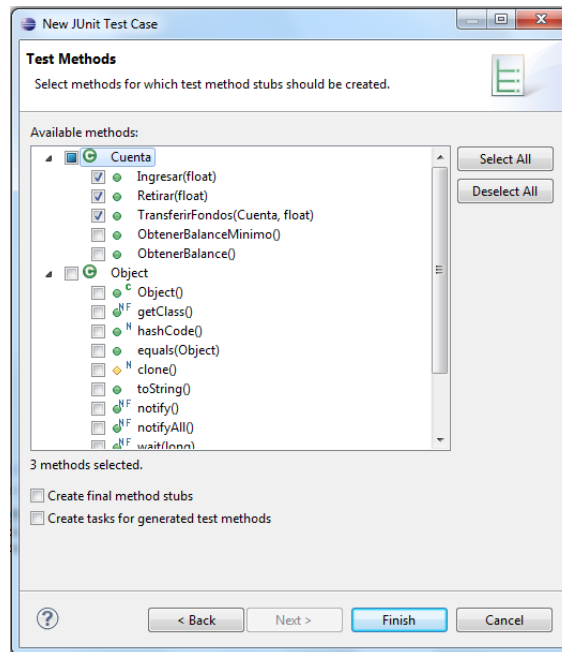 New JUnit Test Case
Test Methods
Select methods for which test method stubs should be created.
Available methods:
C Cuenta
Ingresar(float)
Retirar(float)
TransferirFondos(Cuenta, float)
ObtenerBalanceMinimo()
ObtenerBalance()
C Object
C Object()
N F getClass()
N hashCode()
equals(Object)
N clone()
toString()
N F notify()
N F notifyAll()
N F wait(long)
Select All
Deselect All
3 methods selected.
Create final method stubs
Create tasks for generated test methods
? < Back Next > Finish Cancel